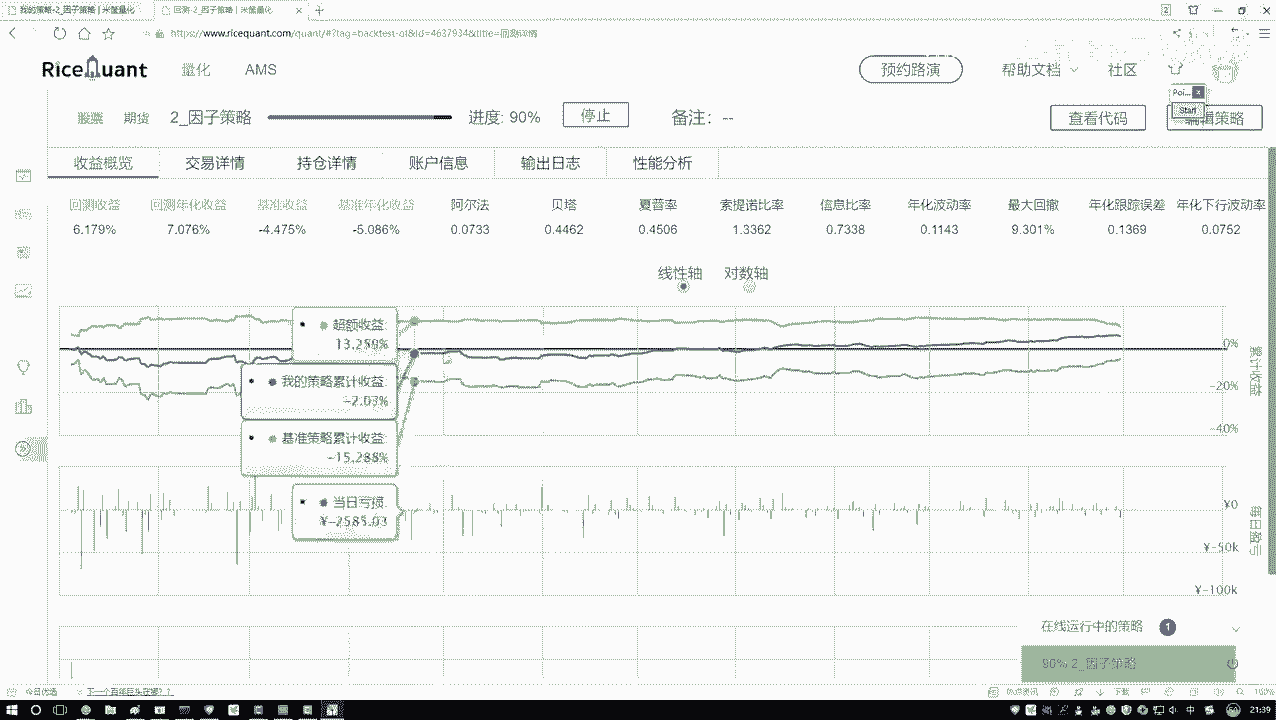 我的策略-2_因子策略 | 米筐量化
回测-2_因子策略 | 米筐量化
https://www.ricequant.com/quant/#?tag=backtest-qt&id=4637934&title=回测详情
RiceQuant
量化
AMS
预约路演
帮助文档
社区
股票
期货
2_因子策略
进度: 90%
停止
备注: --
查看代码
编辑策略
Poi...
Start
收益概览
交易详情
持仓详情
账户信息
输出日志
性能分析
回测收益 回测年化收益 基准收益 基准年化收益 阿尔法 贝塔 夏普率 索提诺比率 信息比率 年化波动率 最大回撤 年化跟踪误差 年化下行波动率
6.179% 7.076% -4.475% -5.086% 0.0733 0.4462 0.4506 1.3362 0.7338 0.1143 9.301% 0.1369 0.0752
线性轴 对数轴
超额收益:
13.259%
我的策略累计收益:
-2.03%
基准策略累计收益:
-15.288%
当日亏损:
¥-2585.03
0%
-20%
-40%
累计收益
¥0
¥-50k
¥-100k
每日盈亏
在线运行中的策略 1
90% 2_因子策略
今日优选
下载
100%
中
21:39